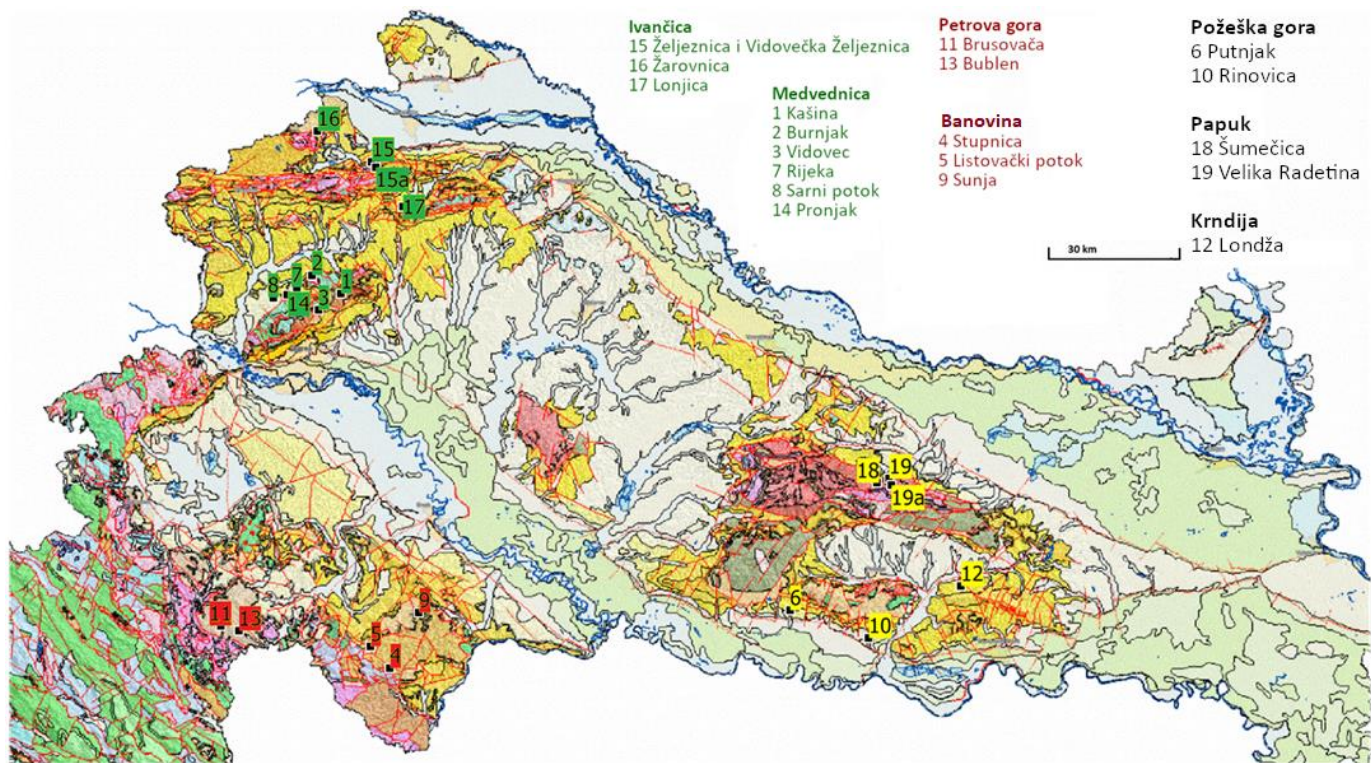 Ivančica
15 Željeznica i Vidovečka Željeznica
16 Žarovnica
17 Lonjica
Medvednica
1 Kašina
2 Burnjak
3 Vidovec
7 Rijeka
8 Sarni potok
14 Pronjak
Petrova gora
11 Brusovača
13 Bublen
Banovina
4 Stupnica
5 Listovački potok
9 Sunja
Požeška gora
6 Putnjak
10 Rinovica
Papuk
18 Šumečica
19 Velika Radetina
Krndija
12 Londža
30 km
16
15
15a
17
2
7
1
8
14
3
18
19
19a
12
6
10
11
13
9
5
4